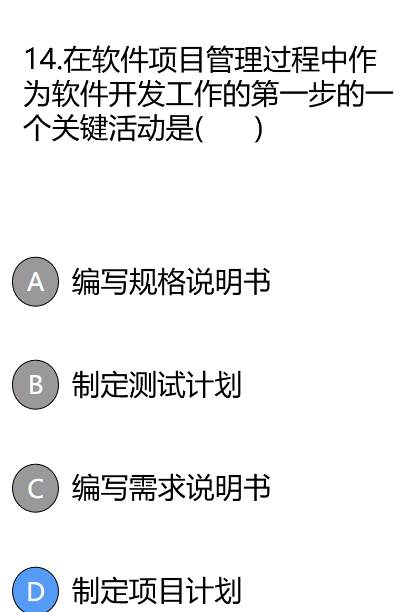 14.在软件项目管理过程中作
为软件开发工作的第一步的一
个关键活动是(      )
A 编写规格说明书
B 制定测试计划
C 编写需求说明书
D 制定项目计划